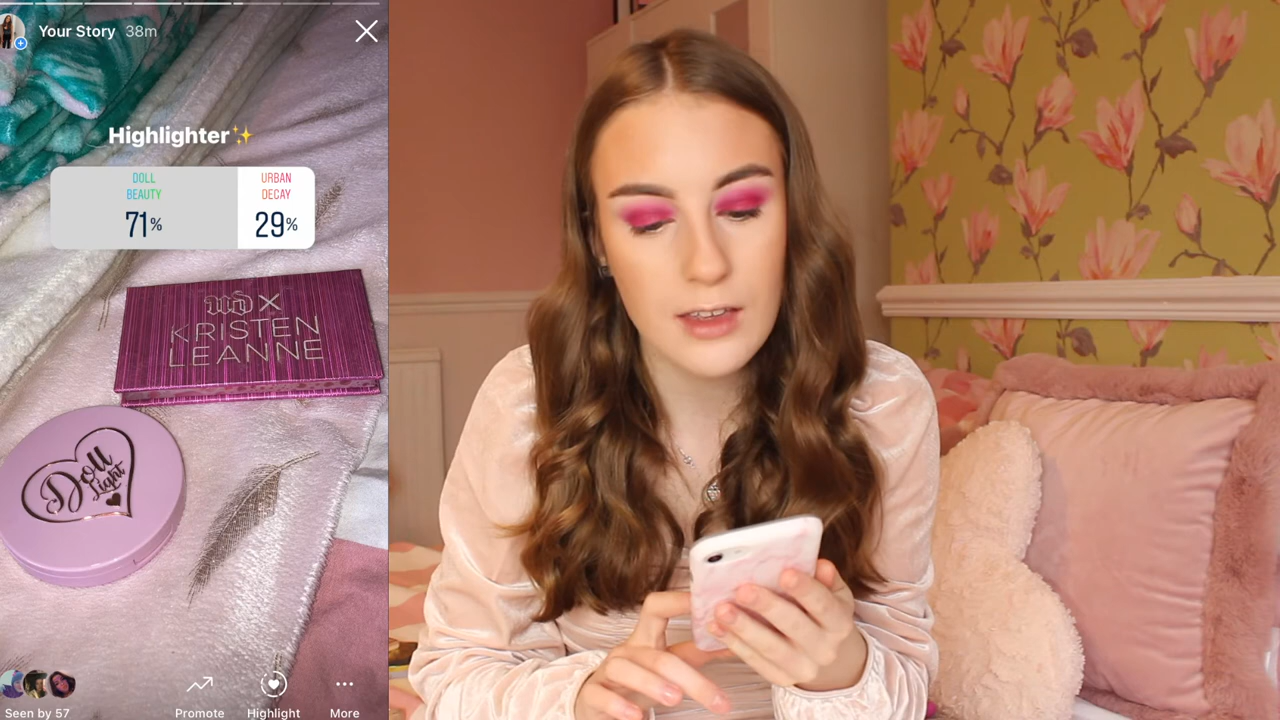 Your Story 38m
Highlighter✨
DOLL
BEAUTY
71%
URBAN
DECAY
29%
UD X
KRISTEN
LEANNE
Doll
Light
Seen by 57
Promote
Highlight
More